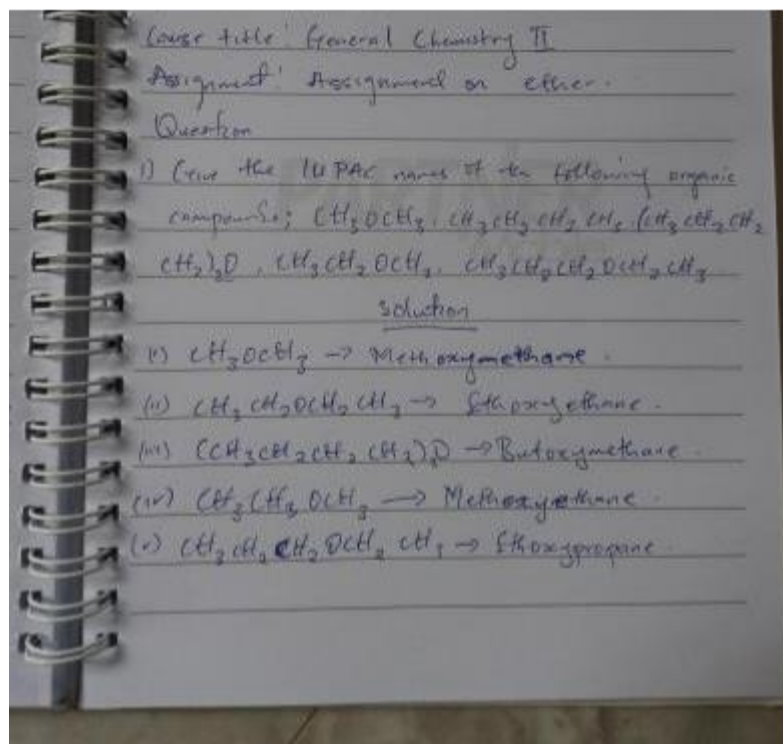 Course title: General Chemistry II
Assignment: Assignment on ether.
Question
1) Give the IUPAC names of the following organic
compounds; CH3OCH3, CH3CH2CH2CH3 (CH3CH2CH2
CH2)2O, CH3CH2OCH3, CH3CH2CH2OCH2CH3
solution
(i) CH3OCH3 → Methoxymethane.
(ii) CH3CH2OCH2CH3 → Ethoxyethane.
(iii) (CH3CH2CH2CH2)2O → Butoxymethane.
(iv) CH3CH3OCH3 → Methoxyethane.
(v) CH3CH2CH2OCH2CH3 → Ethoxypropane.